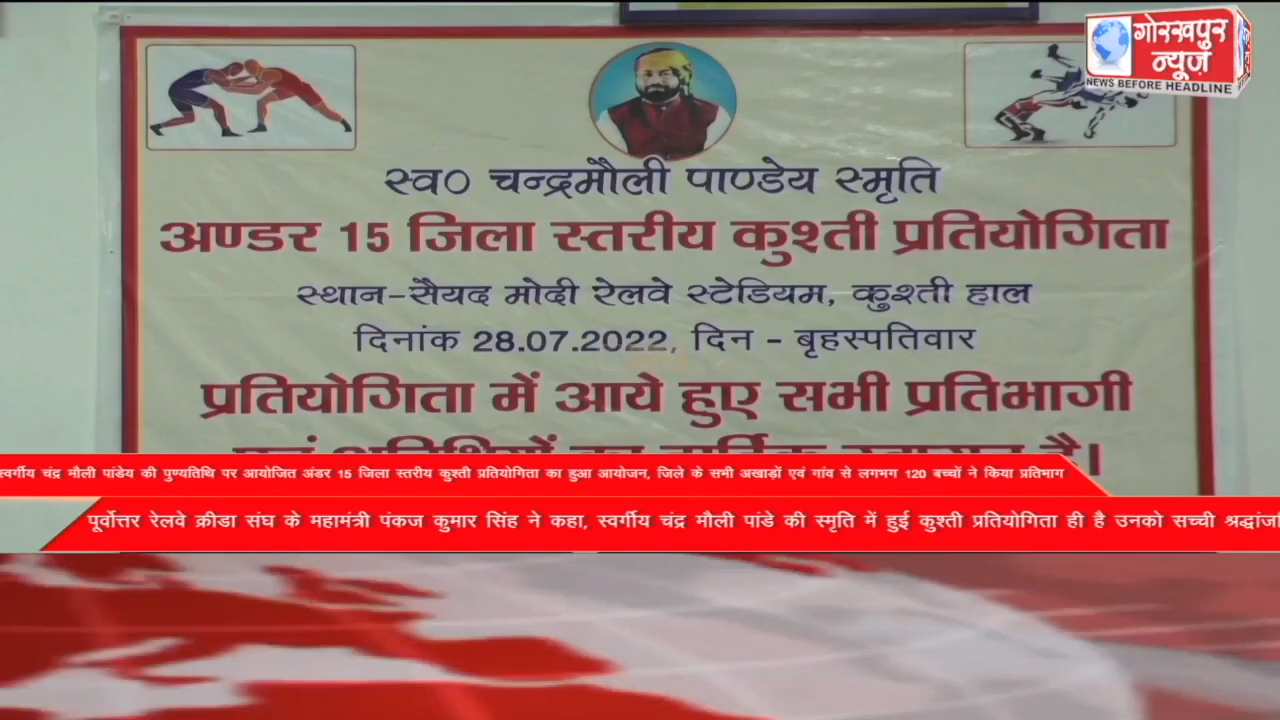 गोरखपुर
न्यूज़
NEWS BEFORE HEADLINE
स्व० चन्द्रमौली पाण्डेय स्मृति
अण्डर 15 जिला स्तरीय कुश्ती प्रतियोगिता
स्थान-सैयद मोदी रेलवे स्टेडियम, कुश्ती हाल
दिनांक 28.07.2022, दिन - बृहस्पतिवार
प्रतियोगिता में आये हुए सभी प्रतिभागी
है।
स्वर्गीय चंद्र मौली पांडेय की पुण्यतिथि पर आयोजित अंडर 15 जिला स्तरीय कुश्ती प्रतियोगिता का हुआ आयोजन, जिले के सभी अखाड़ों एवं गांव से लगभग 120 बच्चों ने किया प्रतिभाग
पूर्वोत्तर रेलवे क्रीडा संघ के महामंत्री पंकज कुमार सिंह ने कहा, स्वर्गीय चंद्र मौली पांडे की स्मृति में हुई कुश्ती प्रतियोगिता ही है उनको सच्ची